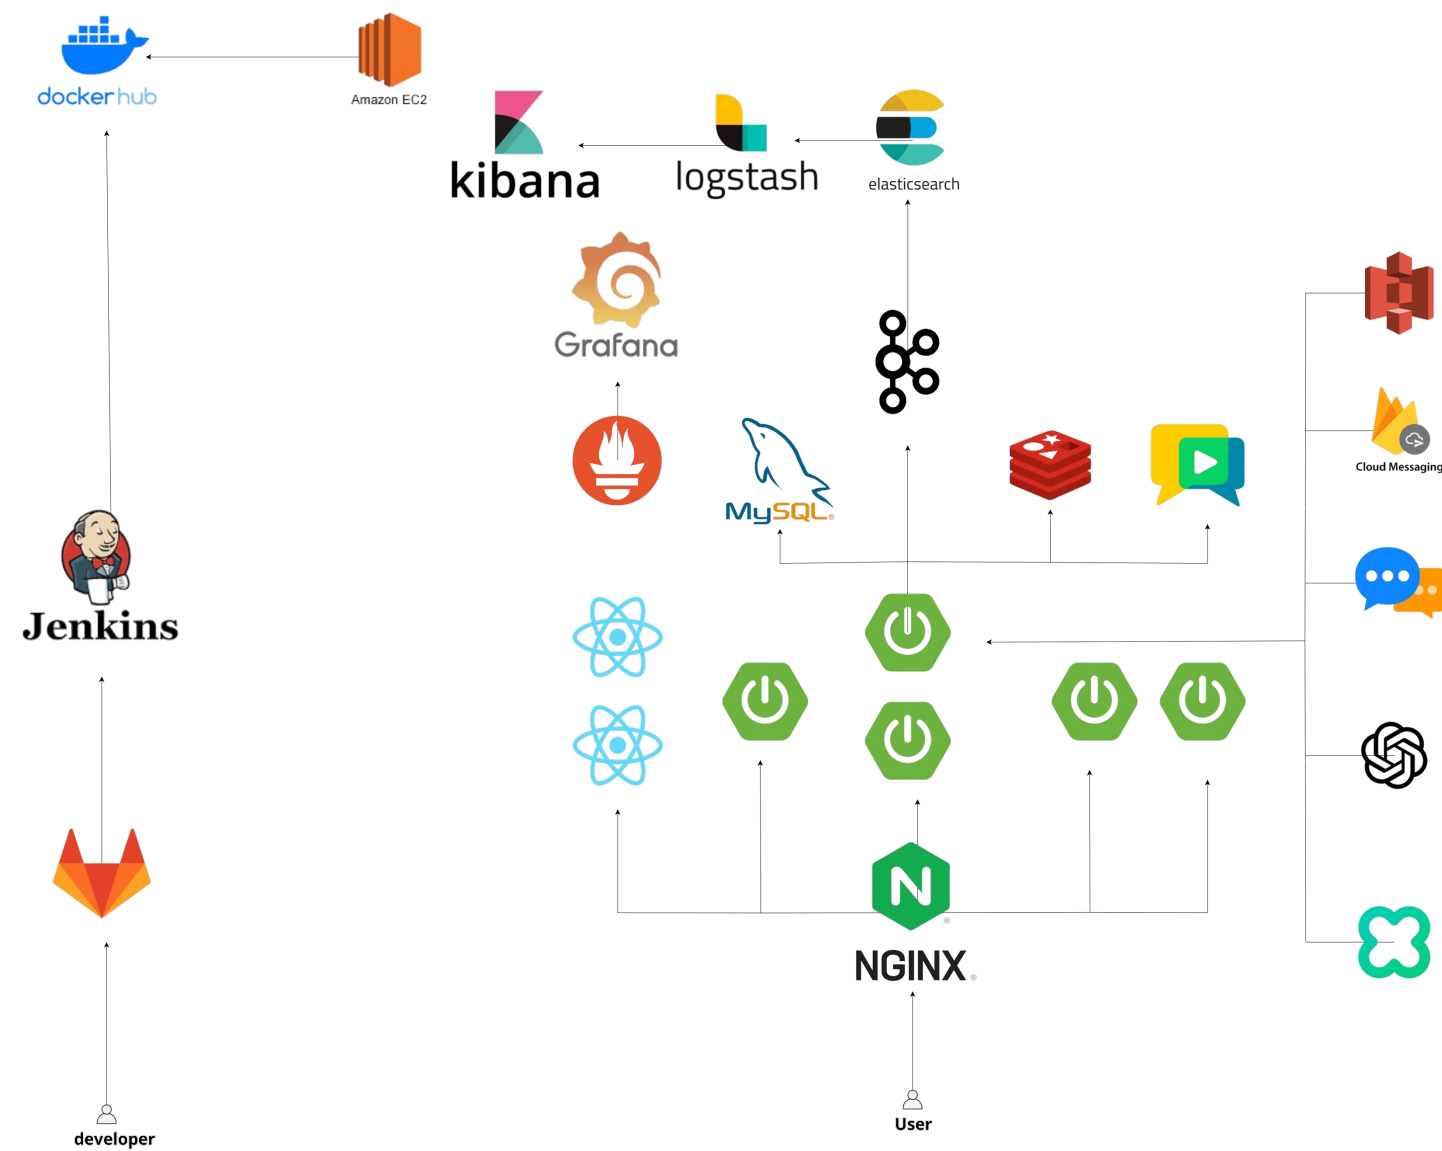 docker hub
Amazon EC2
kibana
logstash
elasticsearch
Grafana
MySQL®
Cloud Messaging
Jenkins
N
®
NGINX®
developer
User